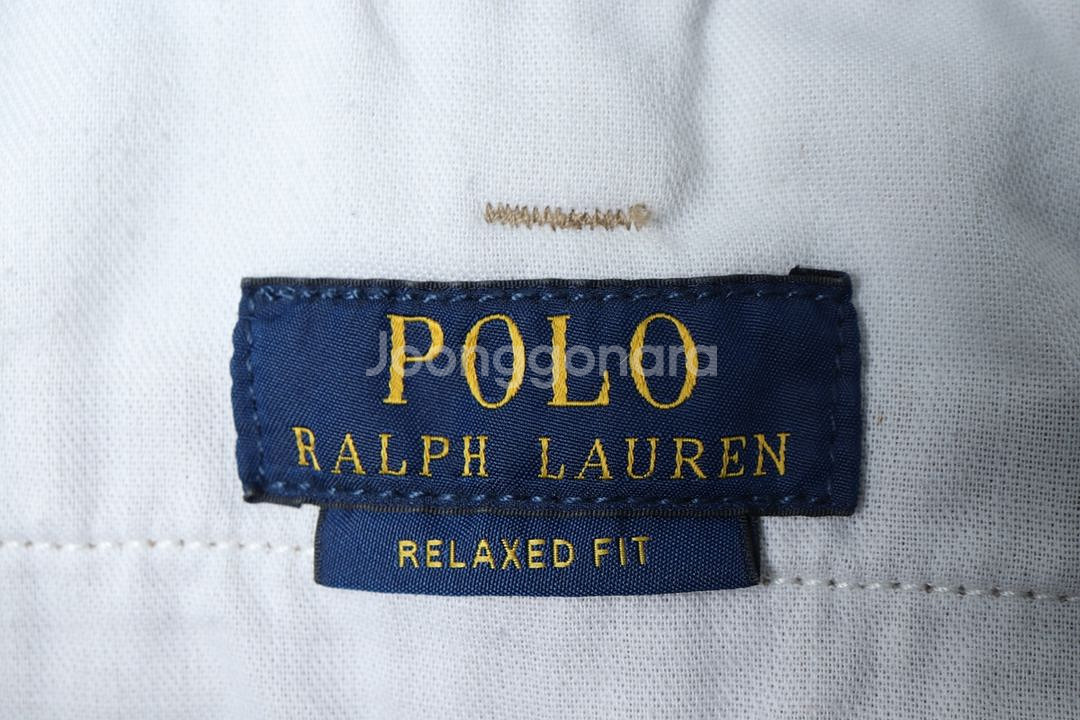 POLO
Joonggonara
RALPH LAUREN
RELAXED FIT